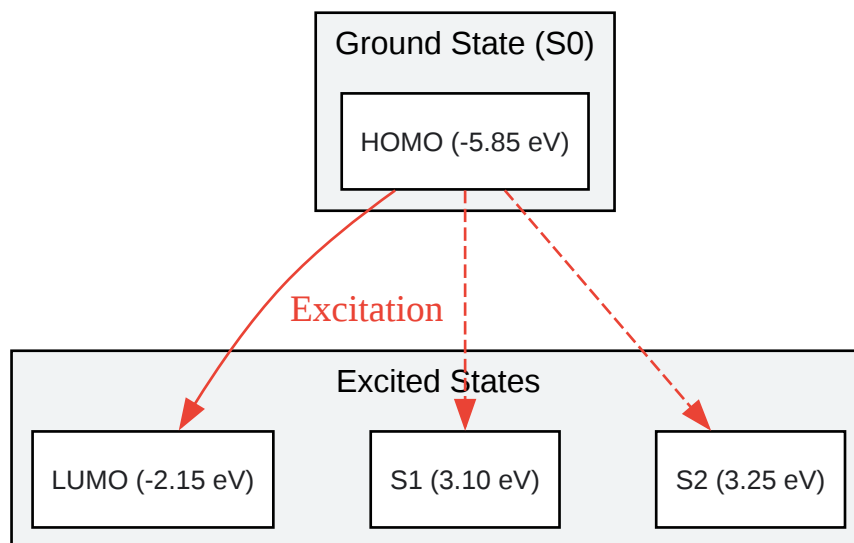 Ground State (S0)
HOMO (-5.85 eV)
Excitation
Excited States
LUMO (-2.15 eV)
S1 (3.10 eV)
S2 (3.25 eV)